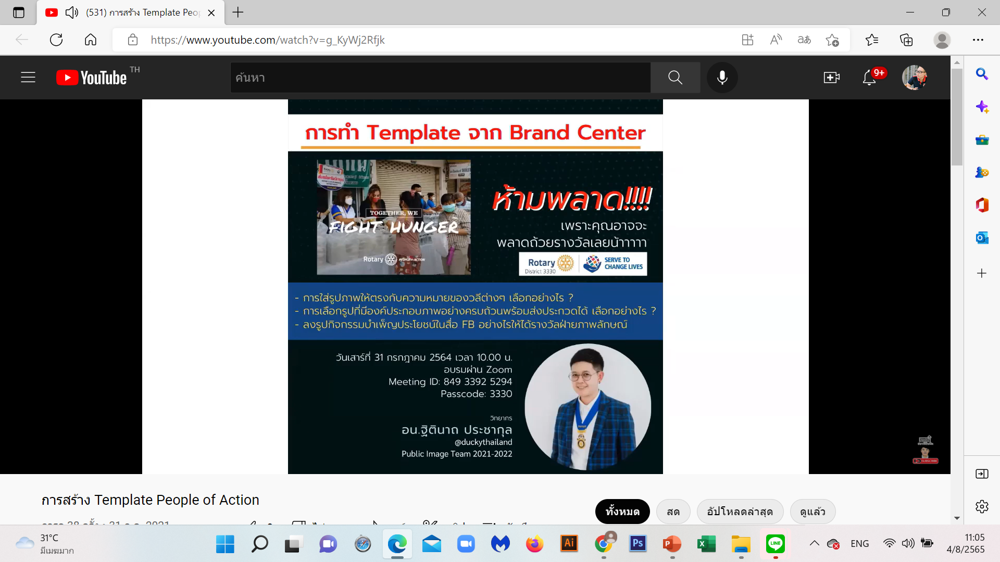 (531) การสร้าง Template Peop
https://www.youtube.com/watch?v=g_KyWj2Rfjk
YouTube TH
ค้นหา
9+
การทำ Template จาก Brand Center
TOGETHER, WE
FIGHT HUNGER
Rotary PEOPLE OF ACTION
ห้ามพลาด!!!!
เพราะคุณอาจจะ
พลาดถ้วยรางวัลเลยน้าาาาา
Rotary
District 3330
SERVE TO
CHANGE LIVES
- การใส่รูปภาพให้ตรงกับความหมายของวลีต่างๆ เลือกอย่างไร ?
- การเลือกรูปที่มีองค์ประกอบภาพอย่างครบถ้วนพร้อมส่งประกวดได้ เลือกอย่างไร ?
- ลงรูปกิจกรรมบำเพ็ญประโยชน์ในสื่อ FB อย่างไรให้ได้รางวัลฝ่ายภาพลักษณ์
วันเสาร์ที่ 31 กรกฎาคม 2564 เวลา 10.00 น.
อบรมผ่าน Zoom
Meeting ID: 849 3392 5294
Passcode: 3330
วิทยากร
อน.ฐิตินาถ ประชากุล
@duckythailand
Public Image Team 2021-2022
SUBSCRIBE
การสร้าง Template People of Action
ทั้งหมด
สด
อัปโหลดล่าสุด
ดูแล้ว
31°C
มีเมฆมาก
Ai
Ps
LINE
ENG
11:05
4/8/2565